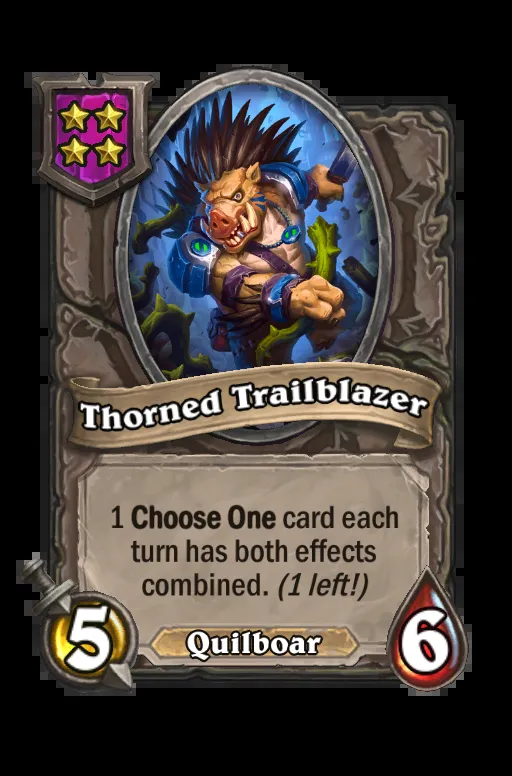 Thorned Trailblazer
1 Choose One card each
turn has both effects
combined. (1 left!)
5
Quilboar
6